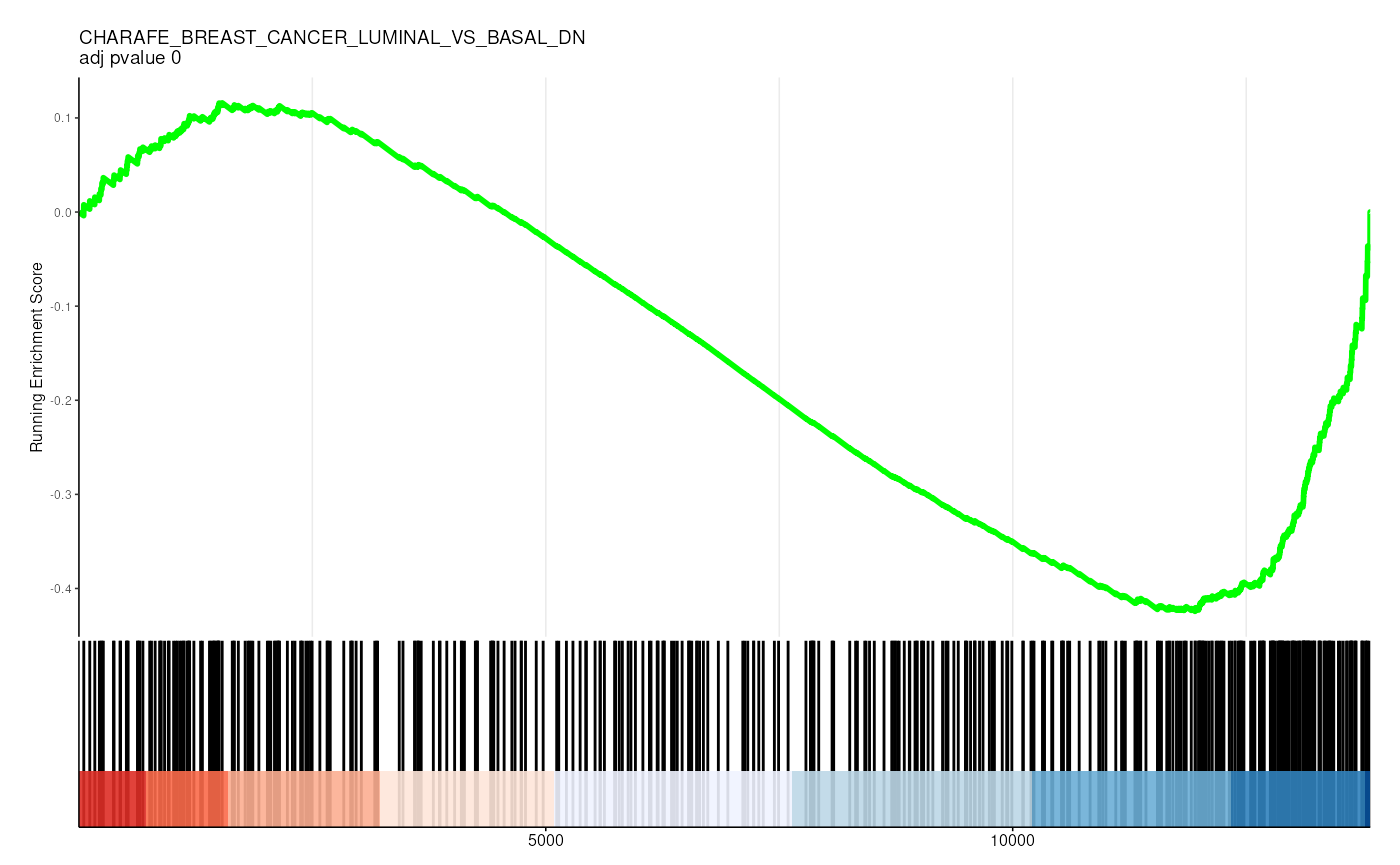 CHARAFE_BREAST_CANCER_LUMINAL_VS_BASAL_DN
adj pvalue 0
Running Enrichment Score
0.1
0.0
-0.1
-0.2
-0.3
-0.4
5000
10000